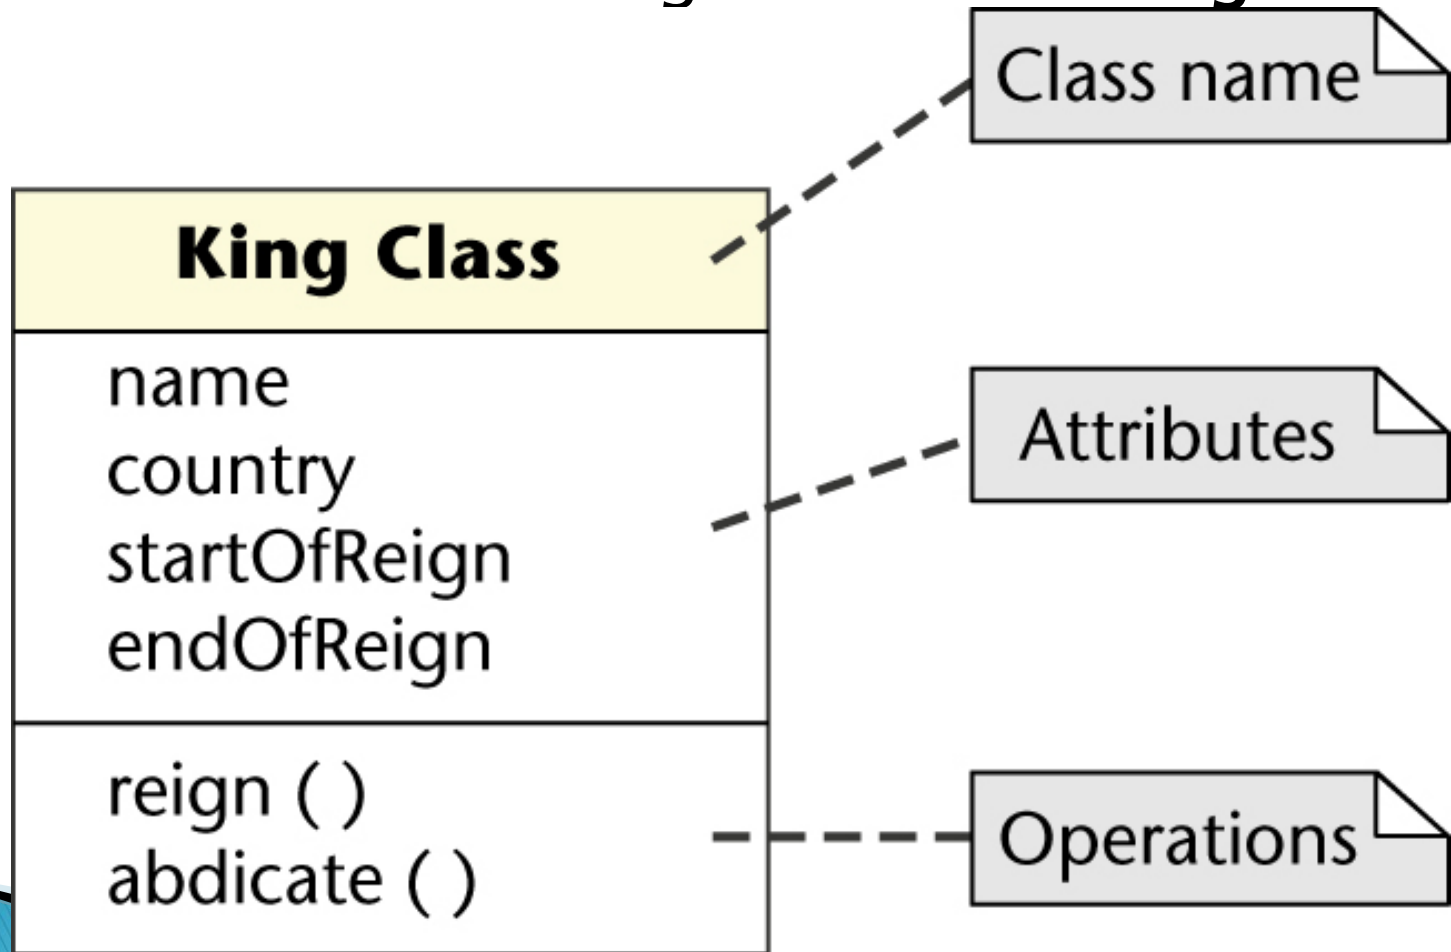 Class name
King Class
name
country
startOfReign
endOfReign
Attributes
reign ( )
abdicate ( )
Operations